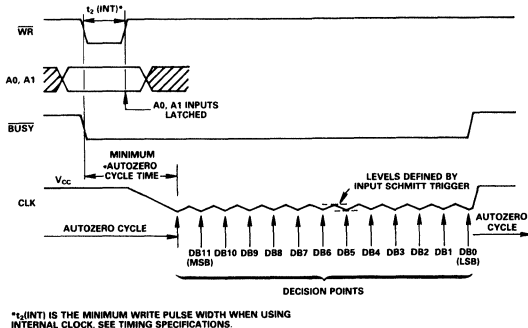 t₂ (INT)*
WR
A0, A1
A0, A1 INPUTS
LATCHED
BUSY
MINIMUM
*AUTOZERO
CYCLE TIME
LEVELS DEFINED BY
INPUT SCHMITT TRIGGER
VCC
CLK
AUTOZERO CYCLE
AUTOZERO
CYCLE
DB11 DB10 DB9 DB8 DB7 DB6 DB5 DB4 DB3 DB2 DB1 DB0
(MSB) (LSB)
DECISION POINTS
*t₂(INT) IS THE MINIMUM WRITE PULSE WIDTH WHEN USING
INTERNAL CLOCK. SEE TIMING SPECIFICATIONS.